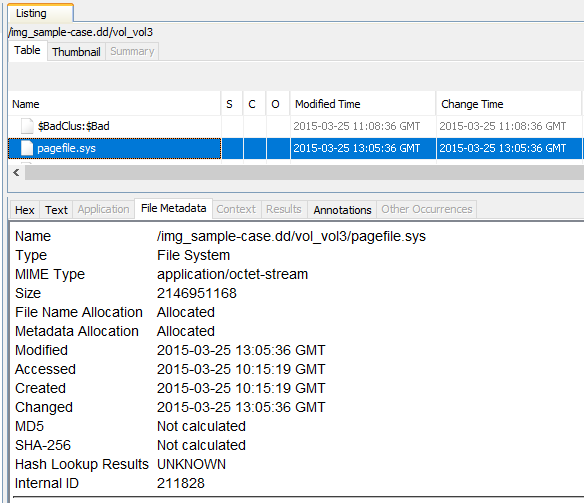 Listing
/img_sample-case.dd/vol_vol3
Table Thumbnail Summary
Name S C O Modified Time Change Time
$BadClus:$Bad 2015-03-25 11:08:36 GMT 2015-03-25 11:08:36 GMT
pagefile.sys 2015-03-25 13:05:36 GMT 2015-03-25 13:05:36 GMT
Hex Text Application File Metadata Context Results Annotations Other Occurrences
Name /img_sample-case.dd/vol_vol3/pagefile.sys
Type File System
MIME Type application/octet-stream
Size 2146951168
File Name Allocation Allocated
Metadata Allocation Allocated
Modified 2015-03-25 13:05:36 GMT
Accessed 2015-03-25 10:15:19 GMT
Created 2015-03-25 10:15:19 GMT
Changed 2015-03-25 13:05:36 GMT
MD5 Not calculated
SHA-256 Not calculated
Hash Lookup Results UNKNOWN
Internal ID 211828